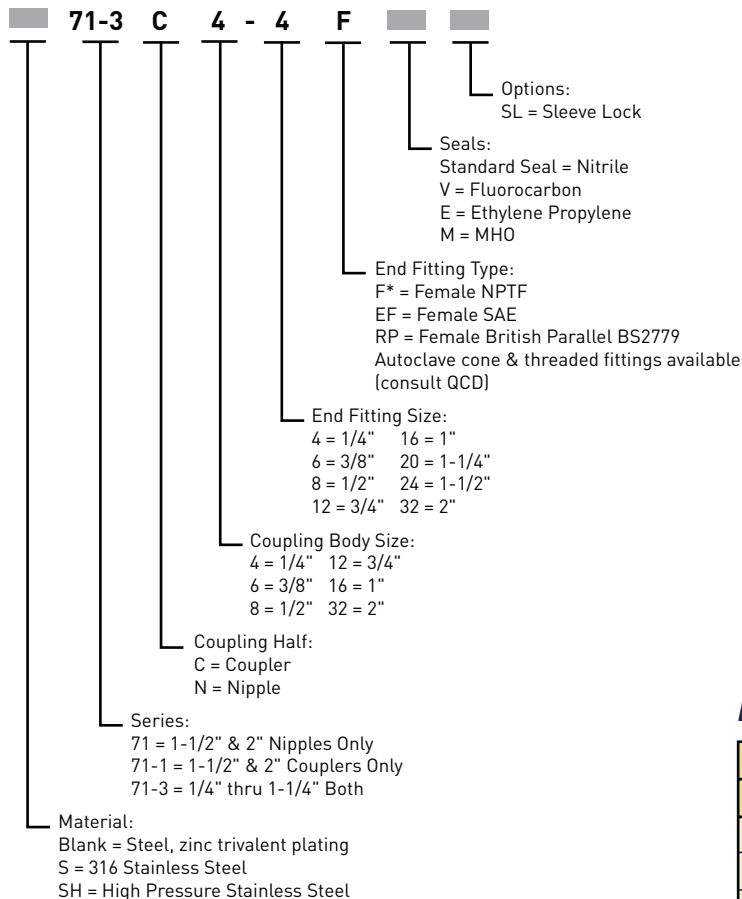 71-3 C 4 - 4 F
Options:
SL = Sleeve Lock
Seals:
Standard Seal = Nitrile
V = Fluorocarbon
E = Ethylene Propylene
M = MHO
End Fitting Type:
F* = Female NPTF
EF = Female SAE
RP = Female British Parallel BS2779
Autoclave cone & threaded fittings available
(consult QCD)
End Fitting Size:
4 = 1/4" 16 = 1"
6 = 3/8" 20 = 1-1/4"
8 = 1/2" 24 = 1-1/2"
12 = 3/4" 32 = 2"
Coupling Body Size:
4 = 1/4" 12 = 3/4"
6 = 3/8" 16 = 1"
8 = 1/2" 32 = 2"
Coupling Half:
C = Coupler
N = Nipple
Series:
71 = 1-1/2" & 2" Nipples Only
71-1 = 1-1/2" & 2" Couplers Only
71-3 = 1/4" thru 1-1/4" Both
Material:
Blank = Steel, zinc trivalent plating
S = 316 Stainless Steel
SH = High Pressure Stainless Steel